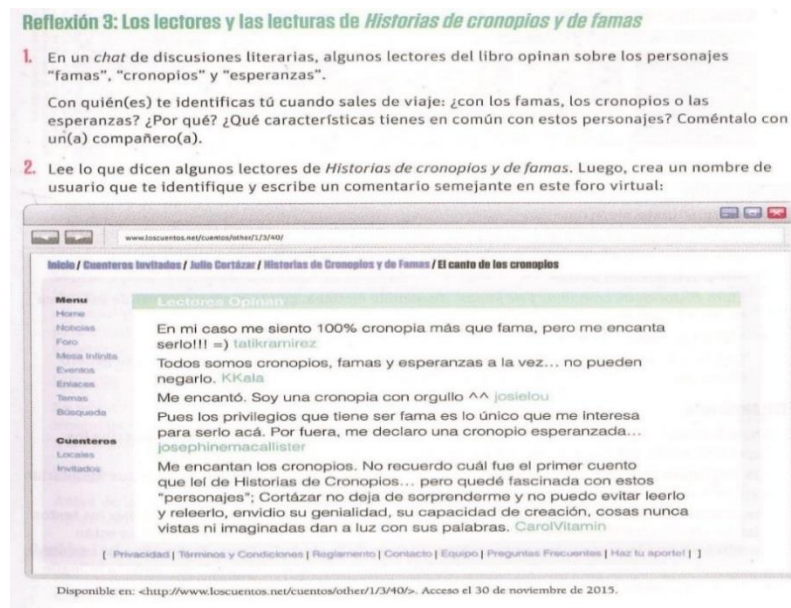 Reflexión 3: Los lectores y las lecturas de Historias de cronopios y de famas
1. En un chat de discusiones literarias, algunos lectores del libro opinan sobre los personajes
"famas", "cronopios" y "esperanzas".
Con quién(es) te identificas tú cuando sales de viaje: ¿con los famas, los cronopios o las
esperanzas? ¿Por qué? ¿Qué características tienes en común con estos personajes? Coméntalo con
un(a) compañero(a).
2. Lee lo que dicen algunos lectores de Historias de cronopios y de famas. Luego, crea un nombre de
usuario que te identifique y escribe un comentario semejante en este foro virtual:
www.loscuentos.net/cuentos/other/1/3/40/
Inicio / Cuenteros Invitados / Julio Cortázar / Historias de Cronopios y de Famas / El canto de los cronopios
Menu
Home
Noticias
Foro
Mesa Infinita
Eventos
Enlaces
Temas
Búsqueda
Cuenteros
Locales
Invitados
Lectores Opinan
En mi caso me siento 100% cronopia más que fama, pero me encanta
serlo!!! =) tatikramirez
Todos somos cronopios, famas y esperanzas a la vez... no pueden
negarlo. KKala
Me encantó. Soy una cronopia con orgullo ^^ josielou
Pues los privilegios que tiene ser fama es lo único que me interesa
para serlo acá. Por fuera, me declaro una cronopio esperanzada...
josephinemacallister
Me encantan los cronopios. No recuerdo cuál fue el primer cuento
que leí de Historias de Cronopios... pero quedé fascinada con estos
"personajes"; Cortázar no deja de sorprenderme y no puedo evitar leerlo
y releerlo, envidio su genialidad, su capacidad de creación, cosas nunca
vistas ni imaginadas dan a luz con sus palabras. CarolVitamin
[ Privacidad | Términos y Condiciones | Reglamento | Contacto | Equipo | Preguntas Frecuentes | Haz tu aporte! | ]
Disponible en: <http://www.loscuentos.net/cuentos/other/1/3/40/>. Acceso el 30 de noviembre de 2015.